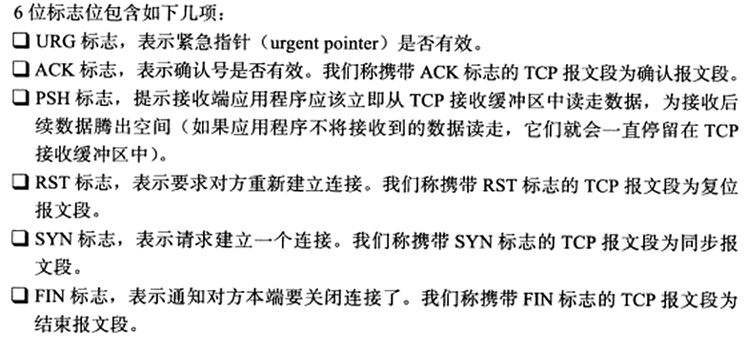 6 位标志位包含如下几项：
❑ URG 标志，表示紧急指针（urgent pointer）是否有效。
❑ ACK 标志，表示确认号是否有效。我们称携带 ACK 标志的 TCP 报文段为确认报文段。
❑ PSH 标志，提示接收端应用程序应该立即从 TCP 接收缓冲区中读走数据，为接收后
续数据腾出空间（如果应用程序不将接收到的数据读走，它们就会一直停留在 TCP
接收缓冲区中）。
❑ RST 标志，表示要求对方重新建立连接。我们称携带 RST 标志的 TCP 报文段为复位
报文段。
❑ SYN 标志，表示请求建立一个连接。我们称携带 SYN 标志的 TCP 报文段为同步报
文段。
❑ FIN 标志，表示通知对方本端要关闭连接了。我们称携带 FIN 标志的 TCP 报文段为
结束报文段。